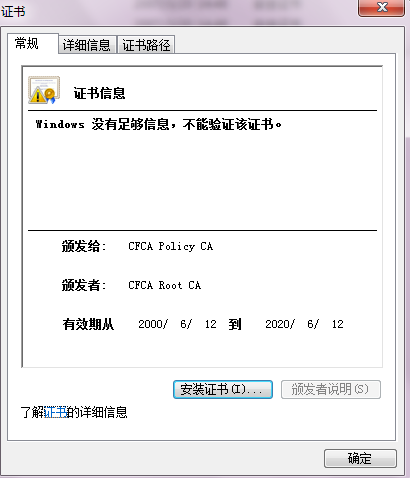 证书
常规
详细信息
证书路径
证书信息
Windows 没有足够信息，不能验证该证书。
颁发给: CFCA Policy CA
颁发者: CFCA Root CA
有效期从 2000/ 6/ 12 到 2020/ 6/ 12
安装证书(I)...
颁发者说明(S)
了解证书的详细信息
确定